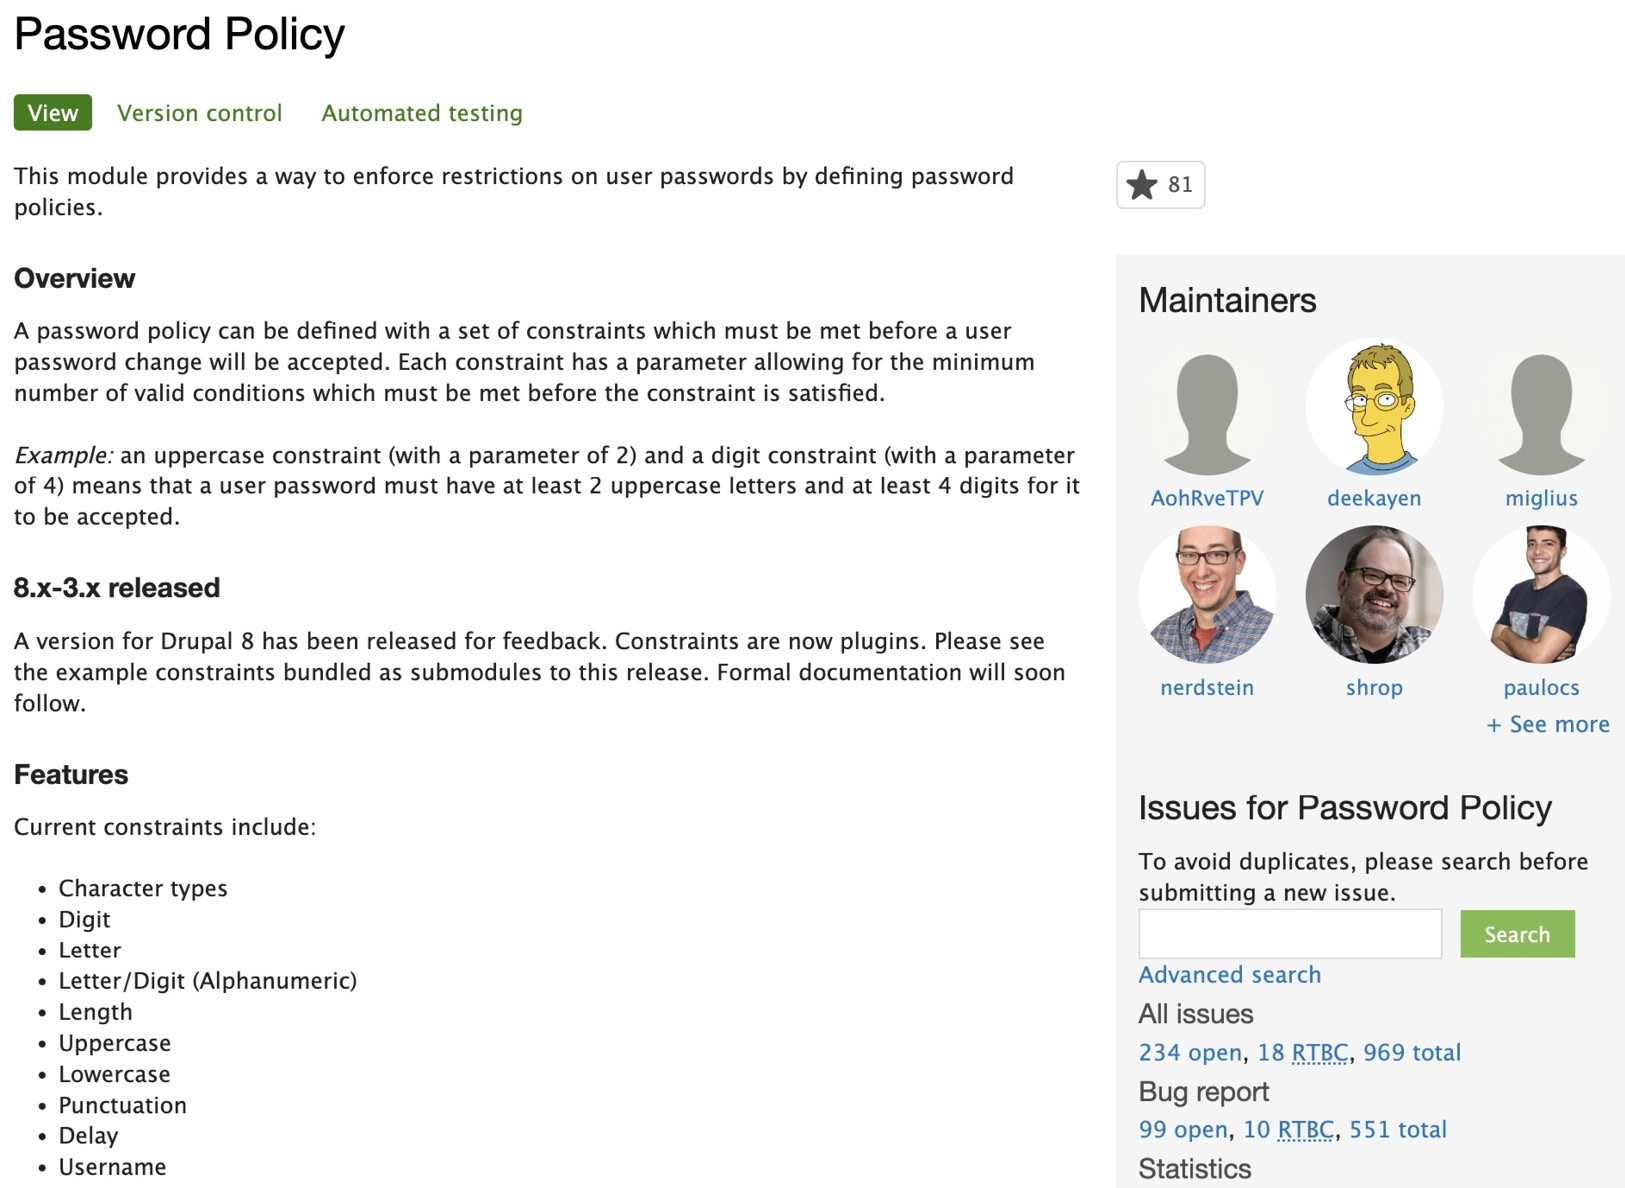 Password Policy
View
Version control
Automated testing
This module provides a way to enforce restrictions on user passwords by defining password
policies.
Overview
A password policy can be defined with a set of constraints which must be met before a user
password change will be accepted. Each constraint has a parameter allowing for the minimum
number of valid conditions which must be met before the constraint is satisfied.
Example: an uppercase constraint (with a parameter of 2) and a digit constraint (with a parameter
of 4) means that a user password must have at least 2 uppercase letters and at least 4 digits for it
to be accepted.
8.x-3.x released
A version for Drupal 8 has been released for feedback. Constraints are now plugins. Please see
the example constraints bundled as submodules to this release. Formal documentation will soon
follow.
Features
Current constraints include:
• Character types
• Digit
• Letter
• Letter/Digit (Alphanumeric)
• Length
• Uppercase
• Lowercase
• Punctuation
• Delay
• Username
81
Maintainers
AohRveTPV
deekayen
miglius
nerdstein
shrop
paulocs
+ See more
Issues for Password Policy
To avoid duplicates, please search before
submitting a new issue.
Search
Advanced search
All issues
234 open, 18 RTBC, 969 total
Bug report
99 open, 10 RTBC, 551 total
Statistics